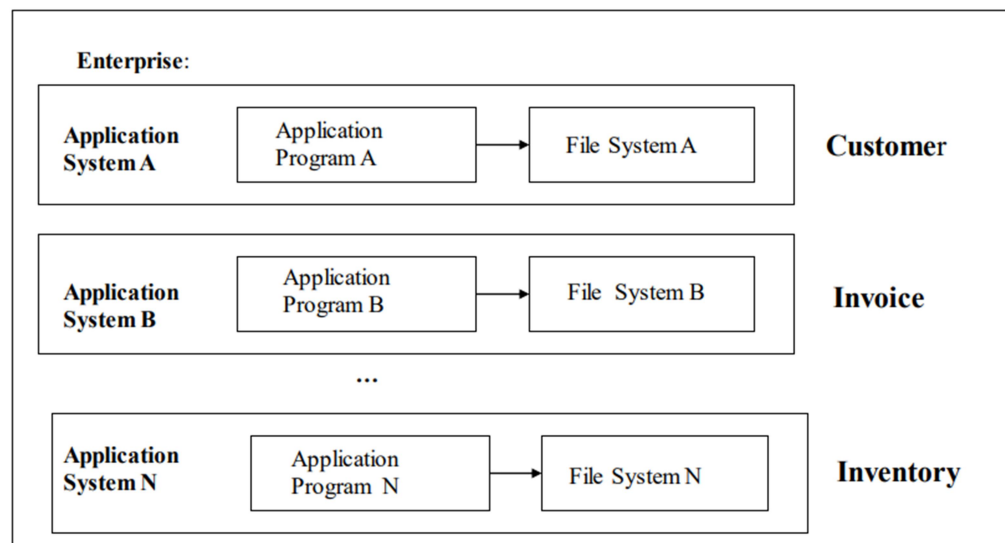 Enterprise:
Application
System A
Application
Program A
File System A
Customer
Application
System B
Application
Program B
File System B
Invoice
...
Application
System N
Application
Program N
File System N
Inventory